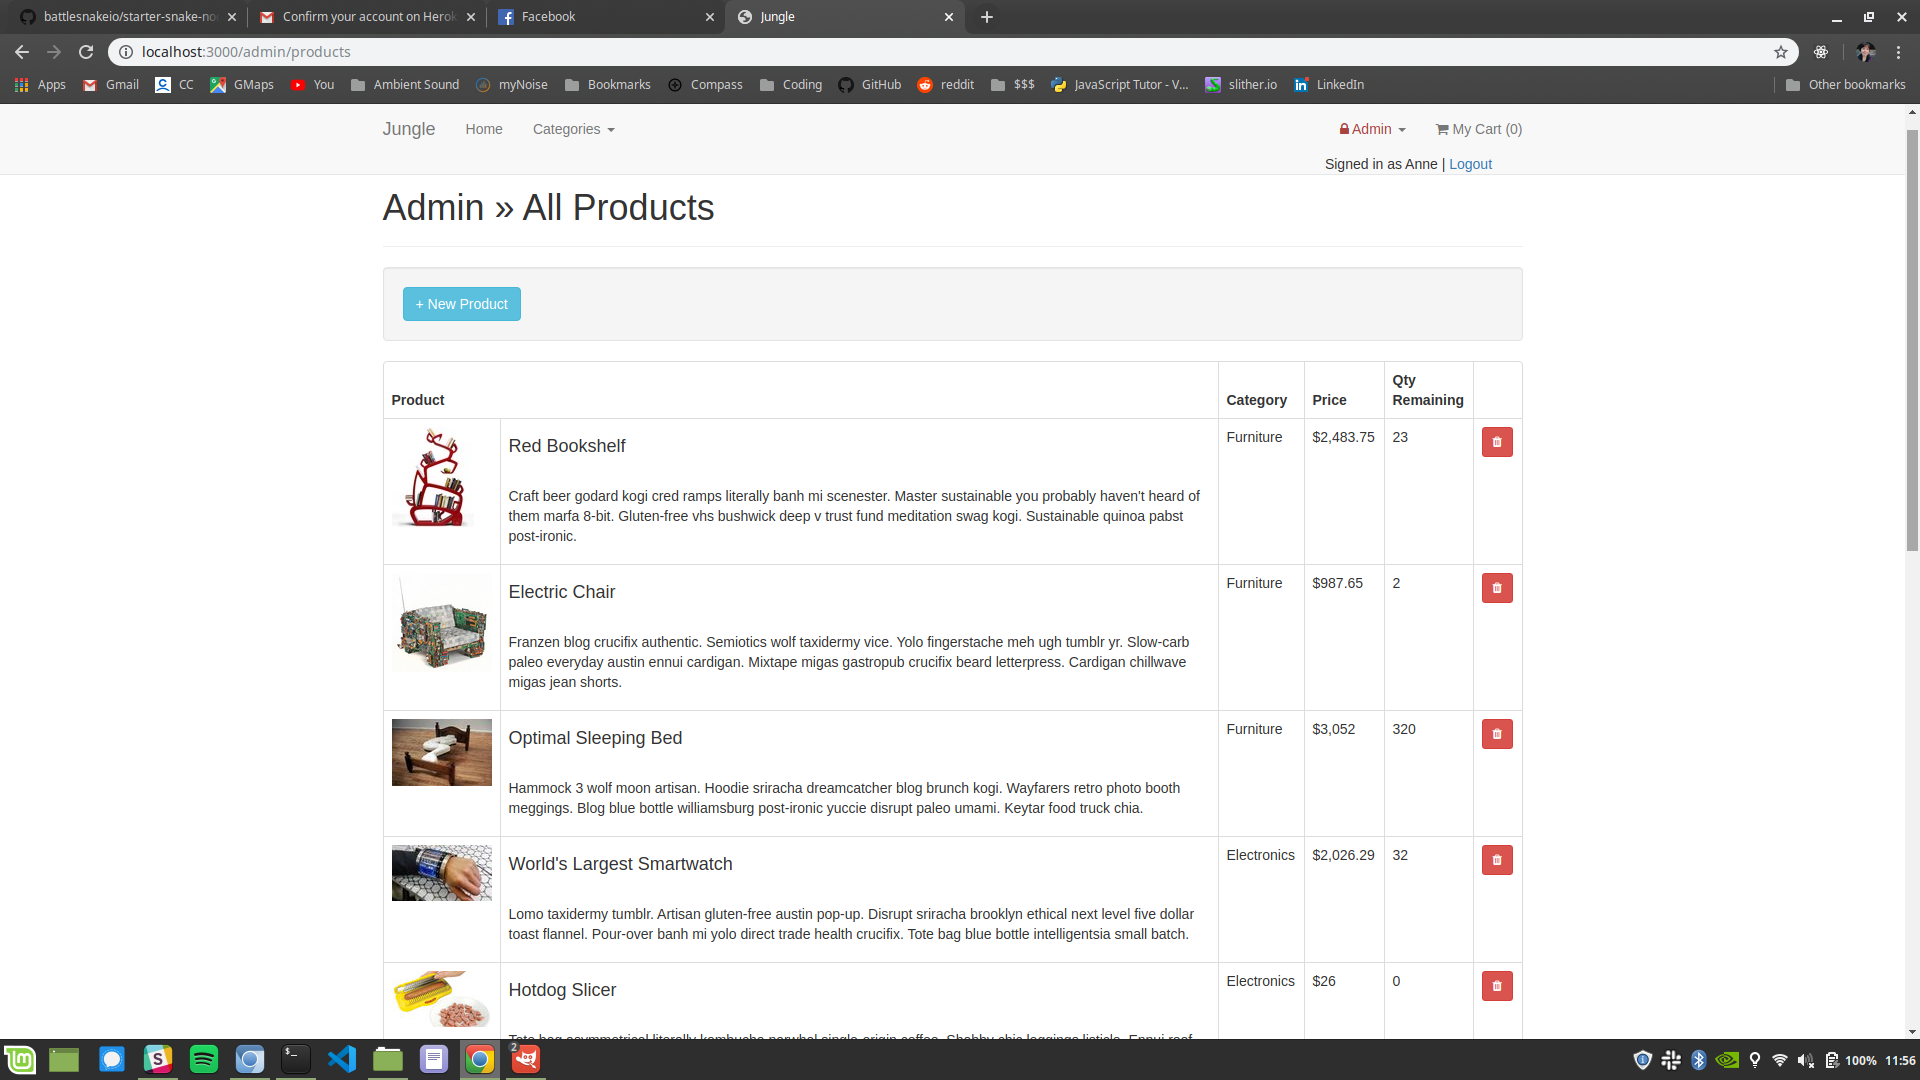 battlesnakeio/starter-snake-no
Confirm your account on Herok
Facebook
Jungle
localhost:3000/admin/products
Apps
Gmail
CC
GMaps
You
Ambient Sound
myNoise
Bookmarks
Compass
Coding
GitHub
reddit
$$$
JavaScript Tutor - V...
slither.io
LinkedIn
Other bookmarks
Jungle
Home
Categories
Admin
My Cart (0)
Signed in as Anne | Logout
Admin » All Products
+ New Product
Product
Category
Price
Qty
Remaining
Red Bookshelf
Furniture
$2,483.75
23
Craft beer godard kogi cred ramps literally banh mi scenester. Master sustainable you probably haven't heard of
them marfa 8-bit. Gluten-free vhs bushwick deep v trust fund meditation swag kogi. Sustainable quinoa pabst
post-ironic.
Electric Chair
Furniture
$987.65
2
Franzen blog crucifix authentic. Semiotics wolf taxidermy vice. Yolo fingerstache meh ugh tumblr yr. Slow-carb
paleo everyday austin ennui cardigan. Mixtape migas gastropub crucifix beard letterpress. Cardigan chillwave
migas jean shorts.
Optimal Sleeping Bed
Furniture
$3,052
320
Hammock 3 wolf moon artisan. Hoodie sriracha dreamcatcher blog brunch kogi. Wayfarers retro photo booth
meggings. Blog blue bottle williamsburg post-ironic yuccie disrupt paleo umami. Keytar food truck chia.
World's Largest Smartwatch
Electronics
$2,026.29
32
Lomo taxidermy tumblr. Artisan gluten-free austin pop-up. Disrupt sriracha brooklyn ethical next level five dollar
toast flannel. Pour-over banh mi yolo direct trade health crucifix. Tote bag blue bottle intelligentsia small batch.
Hotdog Slicer
Electronics
$26
0
2
100%
11:56